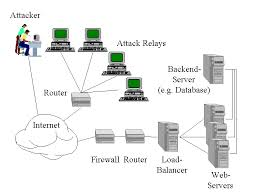 Attacker
Attack Relays
Backend-
Server
(e.g. Database)
Router
Internet
Firewall Router
Load-
Balancer
Web-
Servers